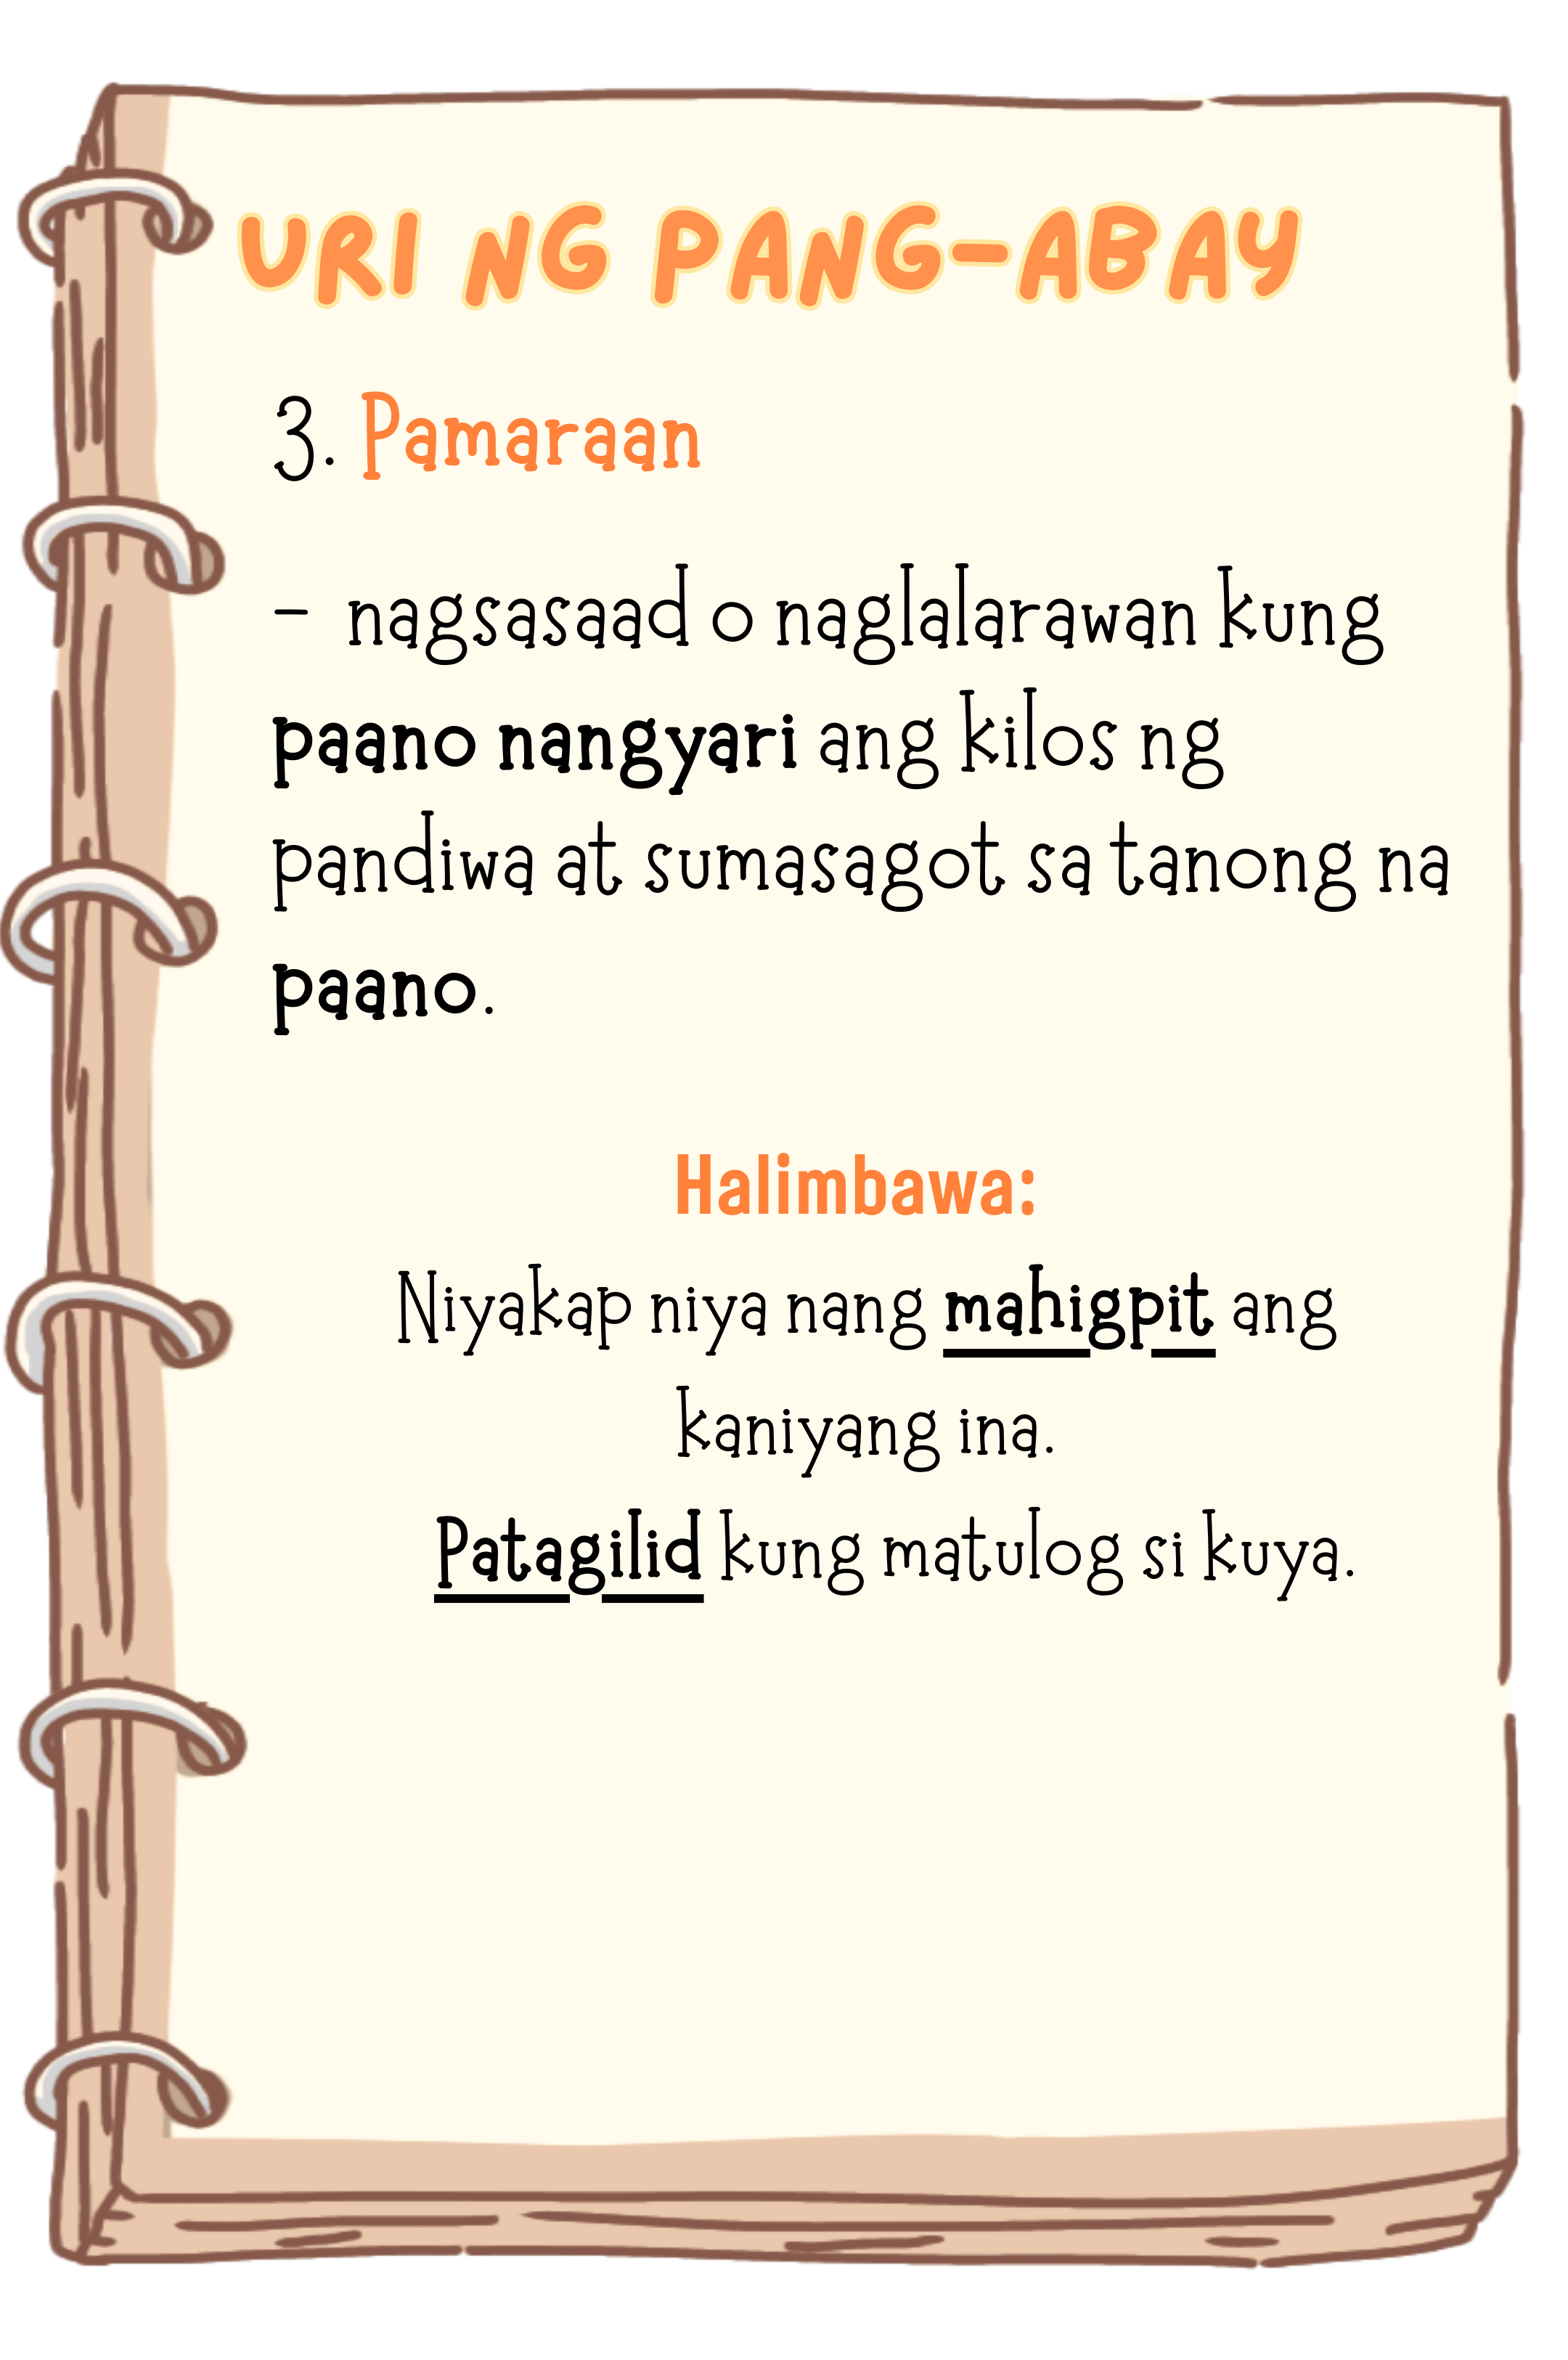 URI NG PANG-ABAY
3. Pamaraan
- nagsasaad o naglalarawan kung
paano nangyari ang kilos ng
pandiwa at sumasagot sa tanong na
paano.
Halimbawa:
Niyakap niya nang mahigpit ang
kaniyang ina.
Patagilid kung matulog si kuya.